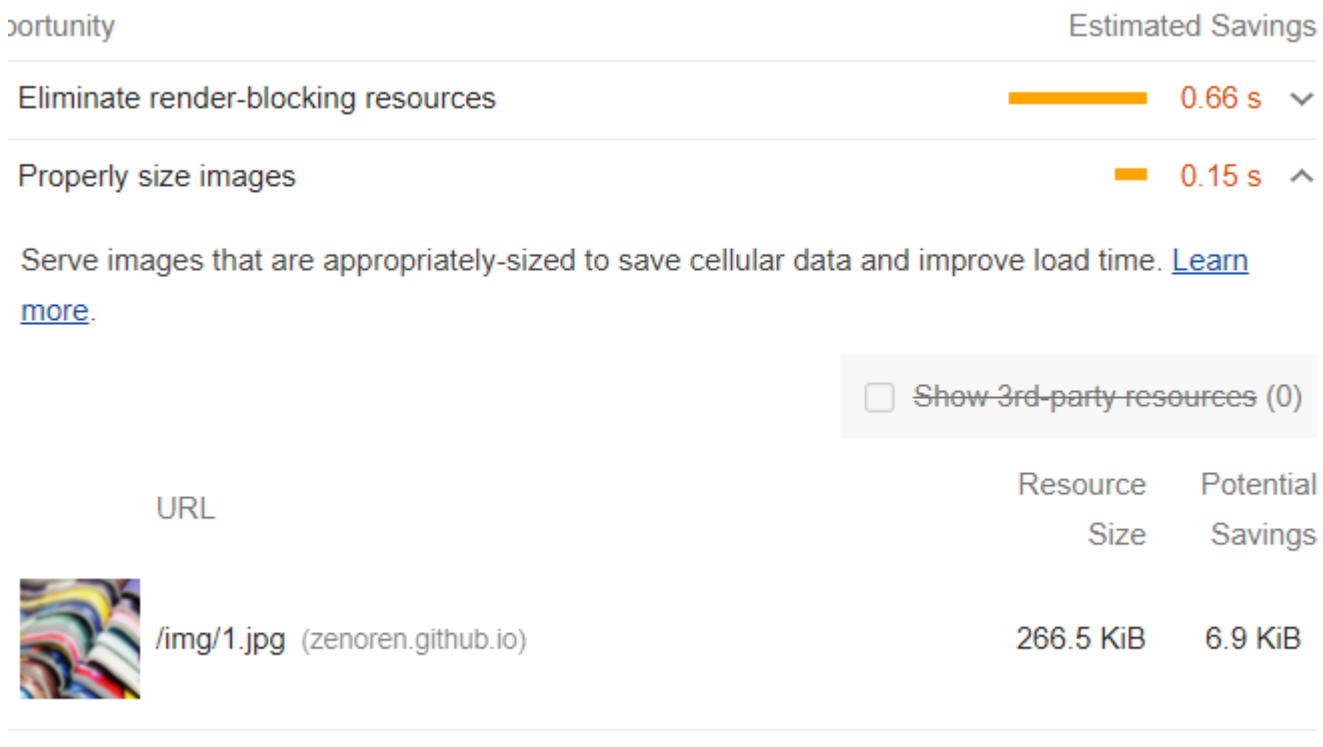 portunity Estimated Savings
Eliminate render-blocking resources 0.66 s
Properly size images 0.15 s
Serve images that are appropriately-sized to save cellular data and improve load time. Learn
more.
Show 3rd-party resources (0)
URL Resource Size Potential Savings
/img/1.jpg (zenoren.github.io) 266.5 KiB 6.9 KiB